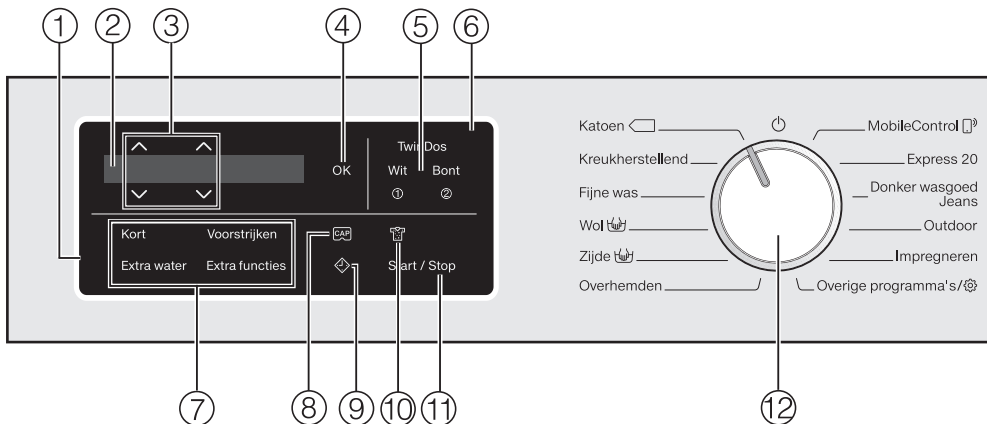 ① ② ③ ④ ⑤ ⑥
TwinDos
OK Wit Bont
① ②
Kort Voorstrijken CAP
Extra water Extra functies Start / Stop
Katoen
Kreukherstellend
Fijne was
Wol
Zijde
Overhemden
MobileControl
Express 20
Donker wasgoed
Jeans
Outdoor
Impregneren
Overige programma's/
⑦ ⑧ ⑨ ⑩ ⑪ ⑫